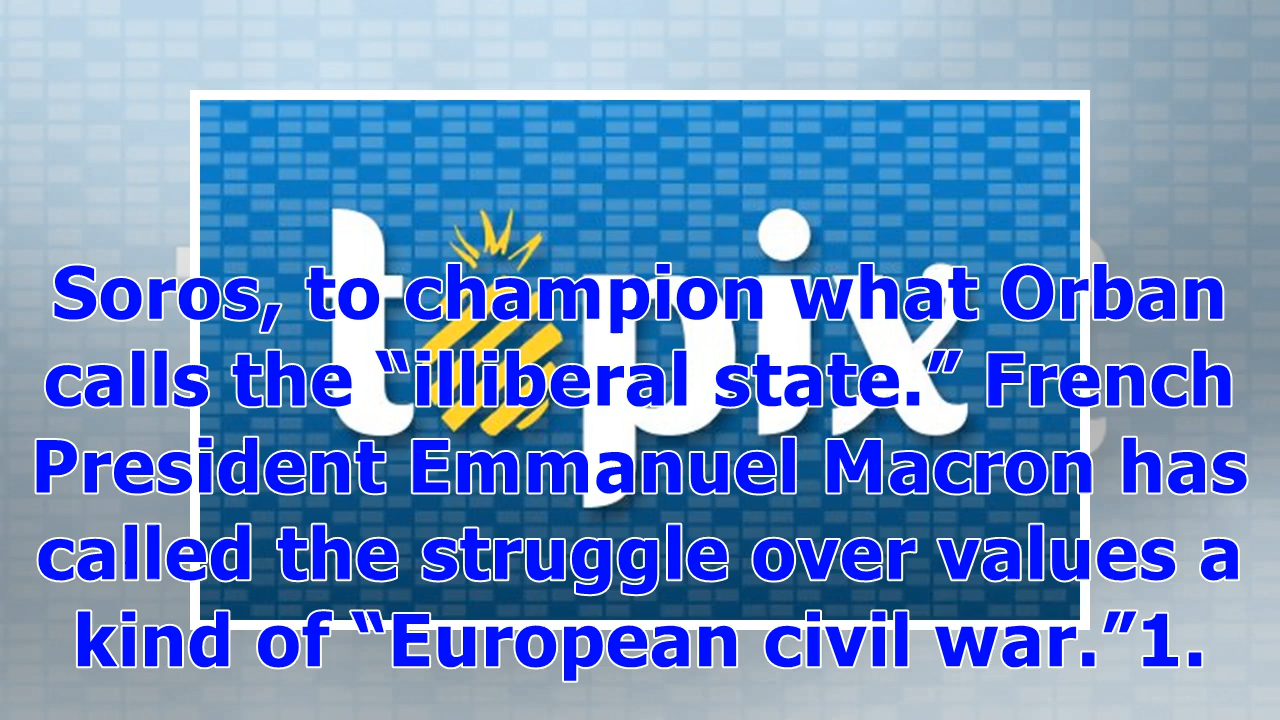 topix
Soros, to champion what Orban
calls the “illiberal state.” French
President Emmanuel Macron has
called the struggle over values a
kind of “European civil war.”1.